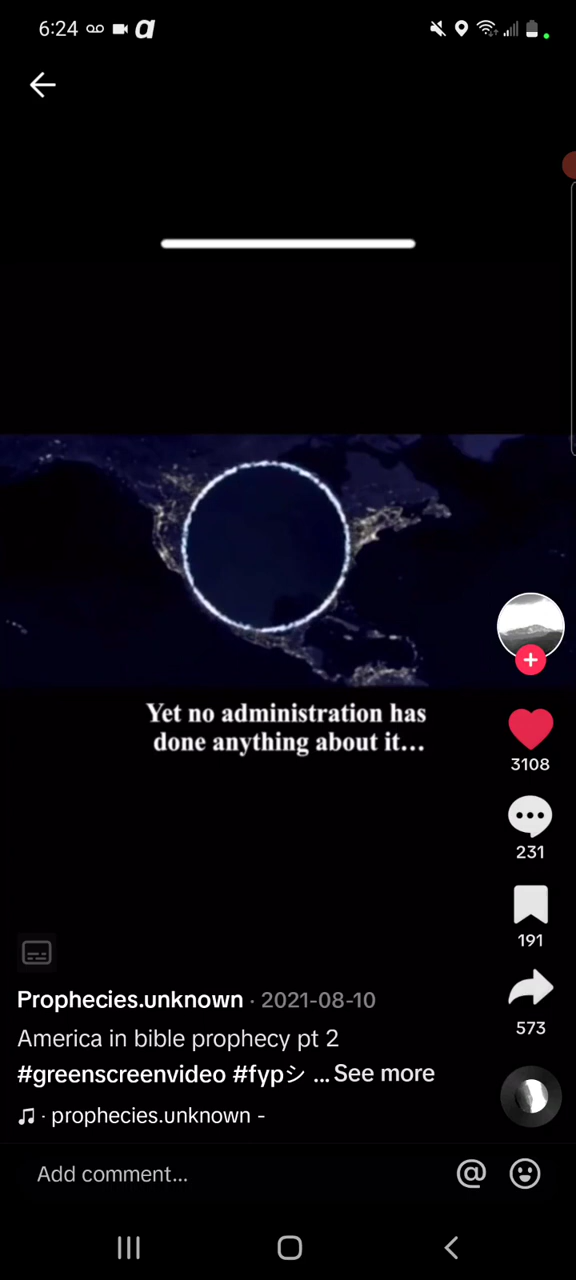 6:24
Yet no administration has
done anything about it...
3108
231
191
573
Prophecies.unknown · 2021-08-10
America in bible prophecy pt 2
#greenscreenvideo #fypシ ... See more
♫ · prophecies.unknown -
Add comment...